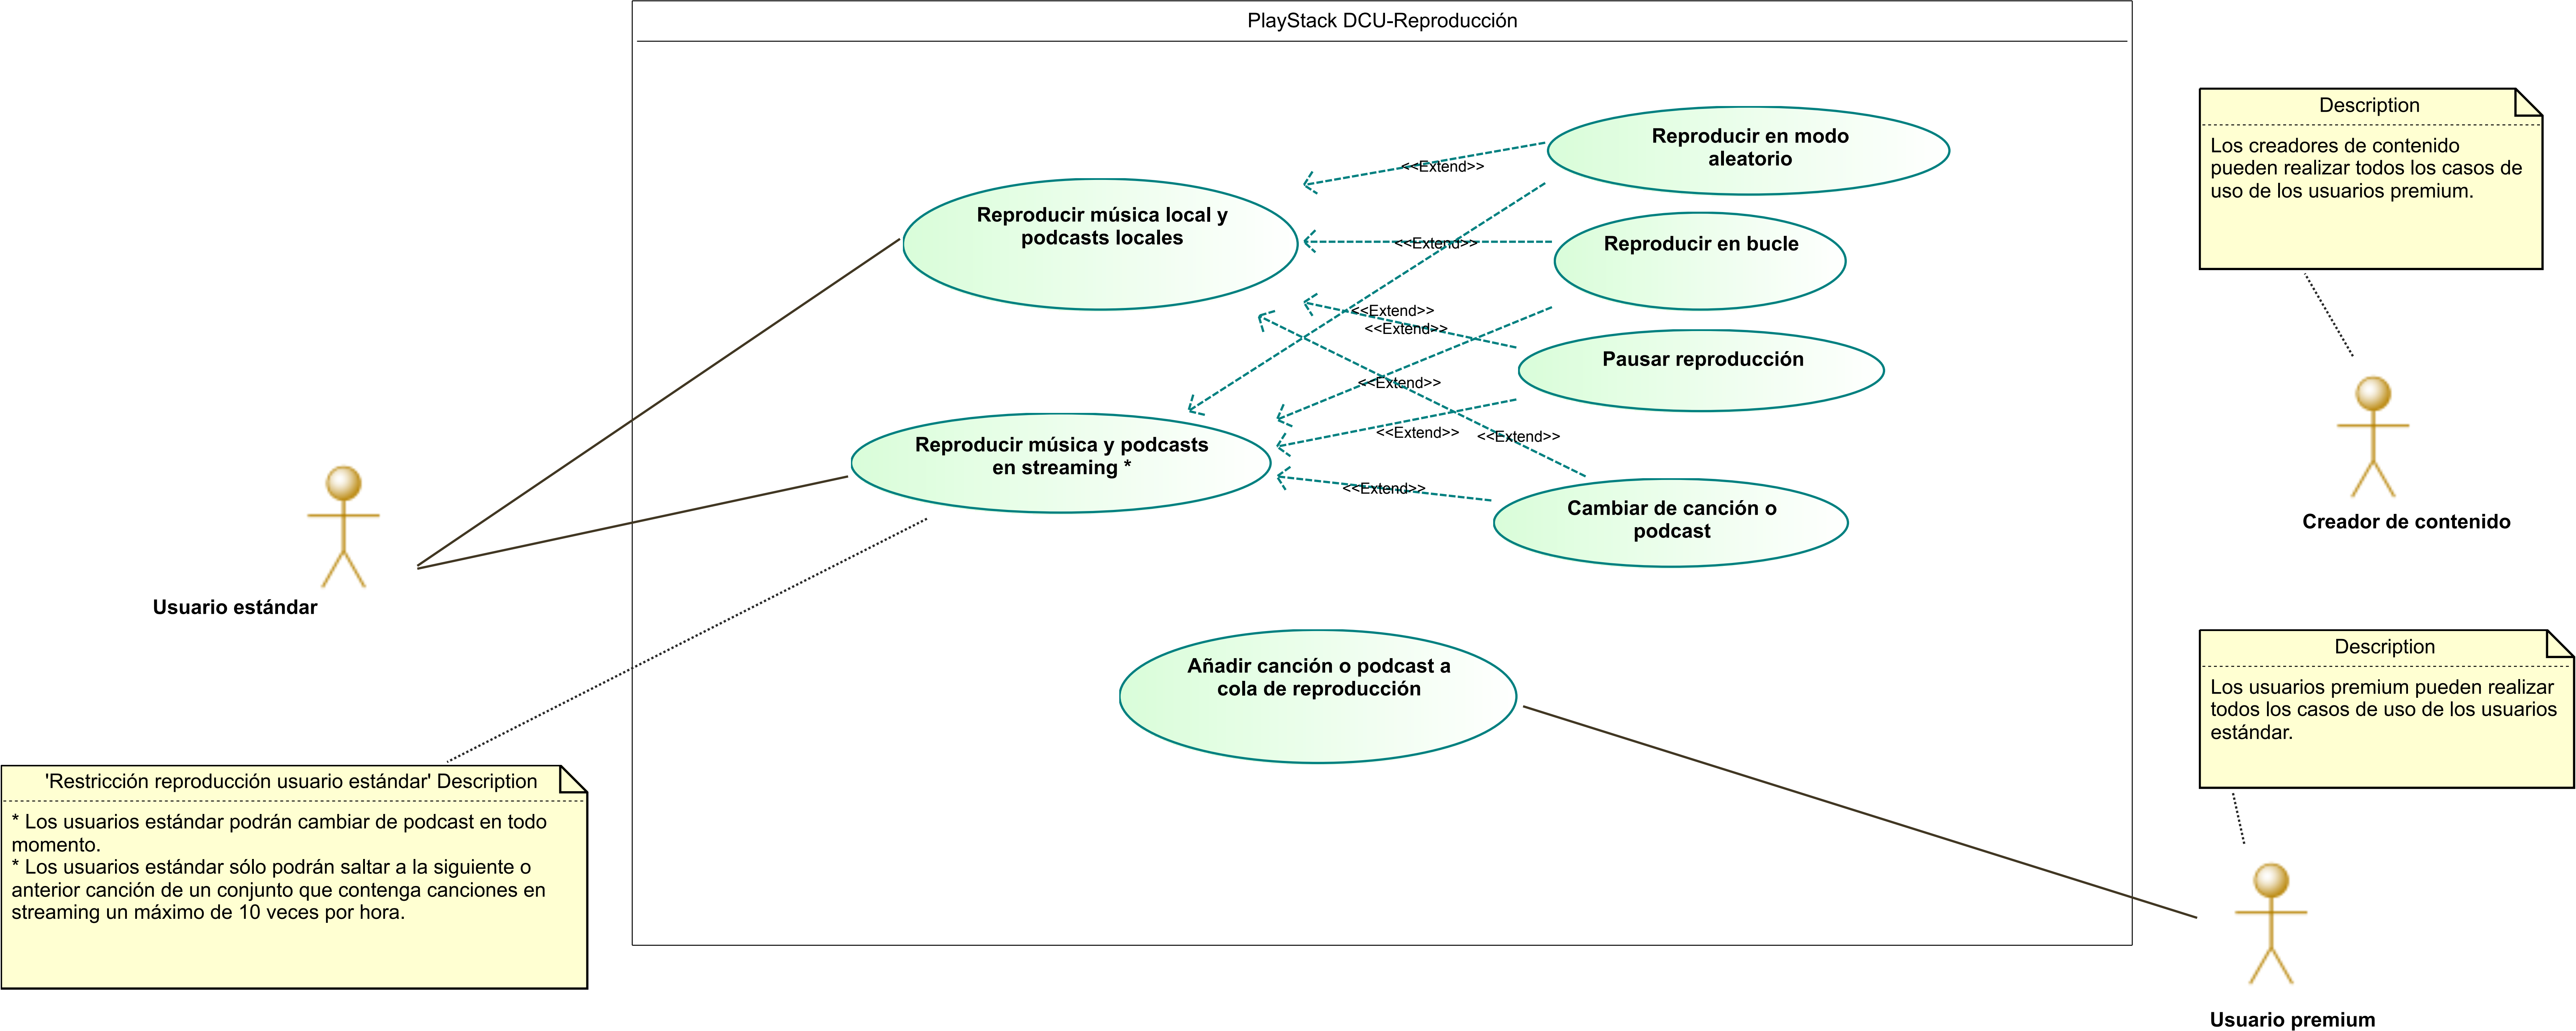 PlayStack DCU-Reproducción
Description
Los creadores de contenido
pueden realizar todos los casos de
uso de los usuarios premium.
Creador de contenido
Reproducir en modo
aleatorio
<<Extend>>
Reproducir música local y
podcasts locales
Reproducir en bucle
<<Extend>>
<<Extend>>
<<Extend>>
Pausar reproducción
<<Extend>>
<<Extend>>
<<Extend>>
Reproducir música y podcasts
en streaming *
<<Extend>>
Cambiar de canción o
podcast
Usuario estándar
Añadir canción o podcast a
cola de reproducción
Description
Los usuarios premium pueden realizar
todos los casos de uso de los usuarios
estándar.
'Restricción reproducción usuario estándar' Description
* Los usuarios estándar podrán cambiar de podcast en todo
momento.
* Los usuarios estándar sólo podrán saltar a la siguiente o
anterior canción de un conjunto que contenga canciones en
streaming un máximo de 10 veces por hora.
Usuario premium